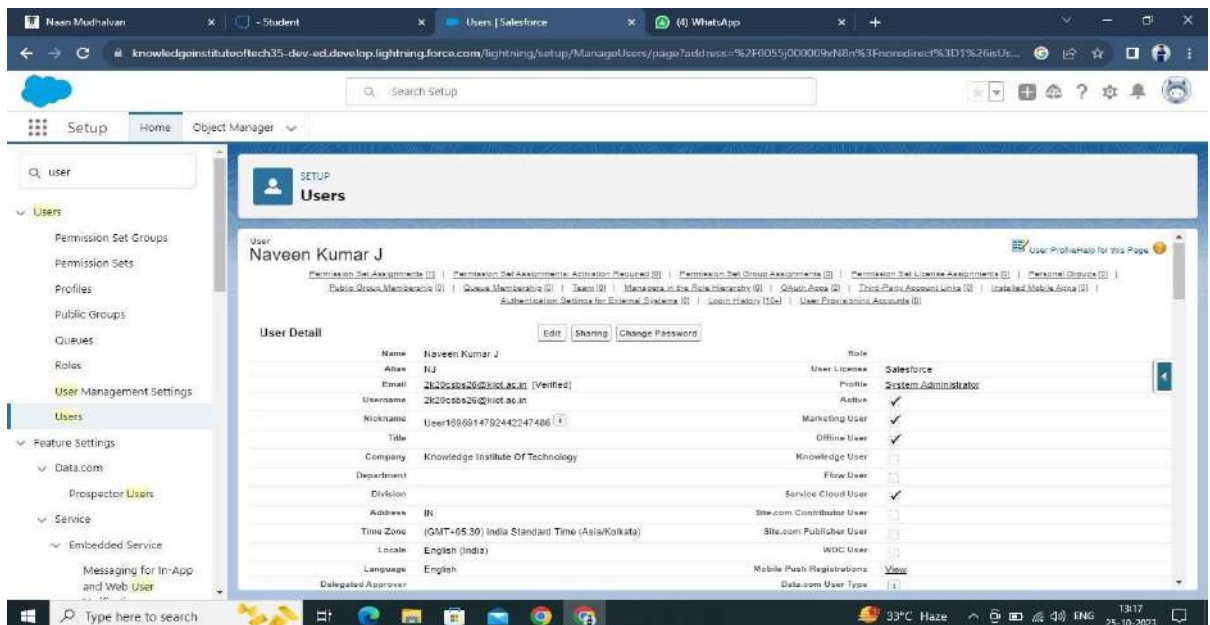 Naan Mudhalvan
- Student
Users | Salesforce
(4) WhatsApp
knowledgeinstituteoftech35-dev-ed.develop.lightning.force.com/lightning/setup/ManageUsers/page?address=%2F0055j000009xN8n%3Fnoredirect%3D1%26isUs...
Search Setup
Setup Home Object Manager
user
Users
Permission Set Groups
Permission Sets
Profiles
Public Groups
Queues
Roles
User Management Settings
Users
Feature Settings
Data.com
Prospector Users
Service
Embedded Service
Messaging for In-App
and Web User
SETUP
Users
User
Naveen Kumar J
User Profile Help for this Page
Permission Set Assignments [1] | Permission Set Assignments: Activation Required [0] | Permission Set Group Assignments [0] | Permission Set License Assignments [0] | Personal Groups [0] |
Public Group Membership [0] | Queue Membership [0] | Team [0] | Managers in the Role Hierarchy [0] | OAuth Apps [2] | Third-Party Account Links [0] | Installed Mobile Apps [0] |
Authentication Settings for External Systems [0] | Login History [10+] | User Provisioning Accounts [0]
User Detail Edit Sharing Change Password
Name Naveen Kumar J Role
Alias NJ User License Salesforce
Email 2k20csbs26@kiot.ac.in [Verified] Profile System Administrator
Username 2k20csbs26@kiot.ac.in Active ✓
Nickname User1696914792442247486 i Marketing User ✓
Title Offline User ✓
Company Knowledge Institute Of Technology Knowledge User
Department Flow User
Division Service Cloud User ✓
Address IN Site.com Contributor User
Time Zone (GMT+05:30) India Standard Time (Asia/Kolkata) Site.com Publisher User
Locale English (India) WDC User
Language English Mobile Push Registrations View
Delegated Approver Data.com User Type i
Type here to search
33°C Haze
ENG
13:17
25-10-2023